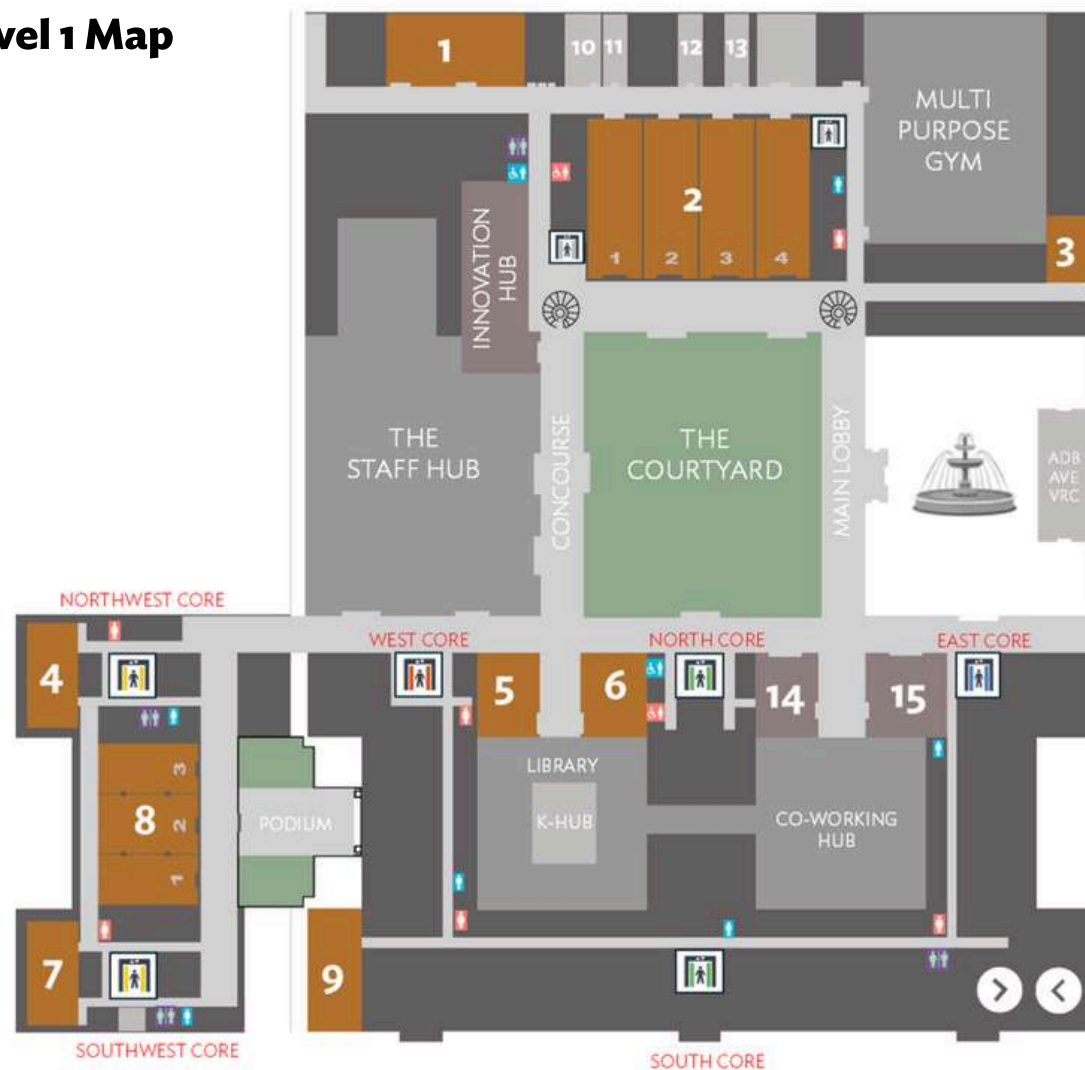 vel 1 Map
1
10
11
12
13
MULTI
PURPOSE
GYM
2
1
2
3
4
3
INNOVATION
HUB
THE
STAFF HUB
CONCOURSE
THE
COURTYARD
MAIN LOBBY
ADB
AVE
VRC
NORTHWEST CORE
WEST CORE
NORTH CORE
EAST CORE
4
5
6
14
15
LIBRARY
K-HUB
CO-WORKING
HUB
3
8
2
1
PODIUM
7
9
SOUTHWEST CORE
SOUTH CORE